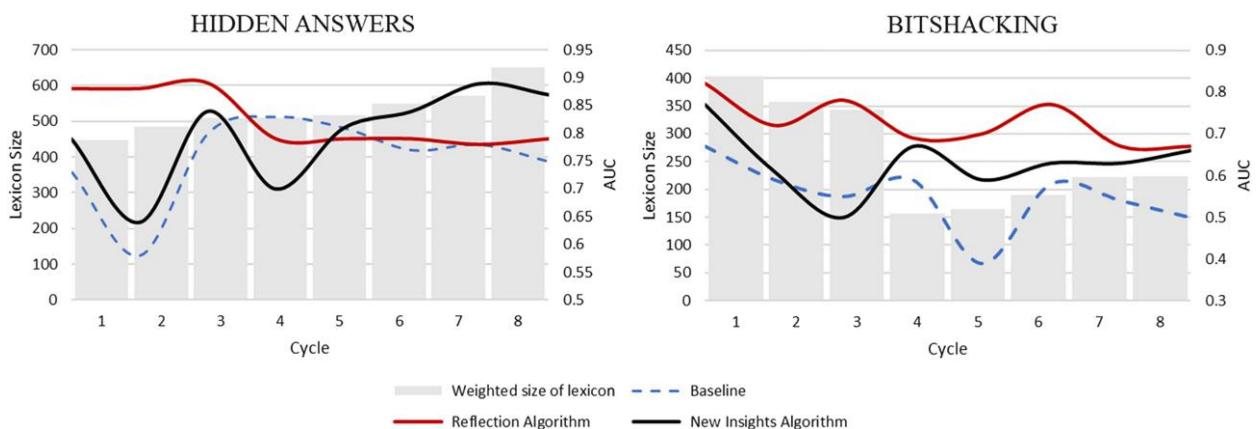 HIDDEN ANSWERS
700
600
500
400
300
200
100
0
Lexicon Size
0.95
0.9
0.85
0.8
0.75
0.7
0.65
0.6
0.55
0.5
AUC
1 2 3 4 5 6 7 8
Cycle
BITSHACKING
450
400
350
300
250
200
150
100
50
0
Lexicon Size
0.9
0.8
0.7
0.6
0.5
0.4
0.3
AUC
1 2 3 4 5 6 7 8
Cycle
Weighted size of lexicon
Baseline
Reflection Algorithm
New Insights Algorithm